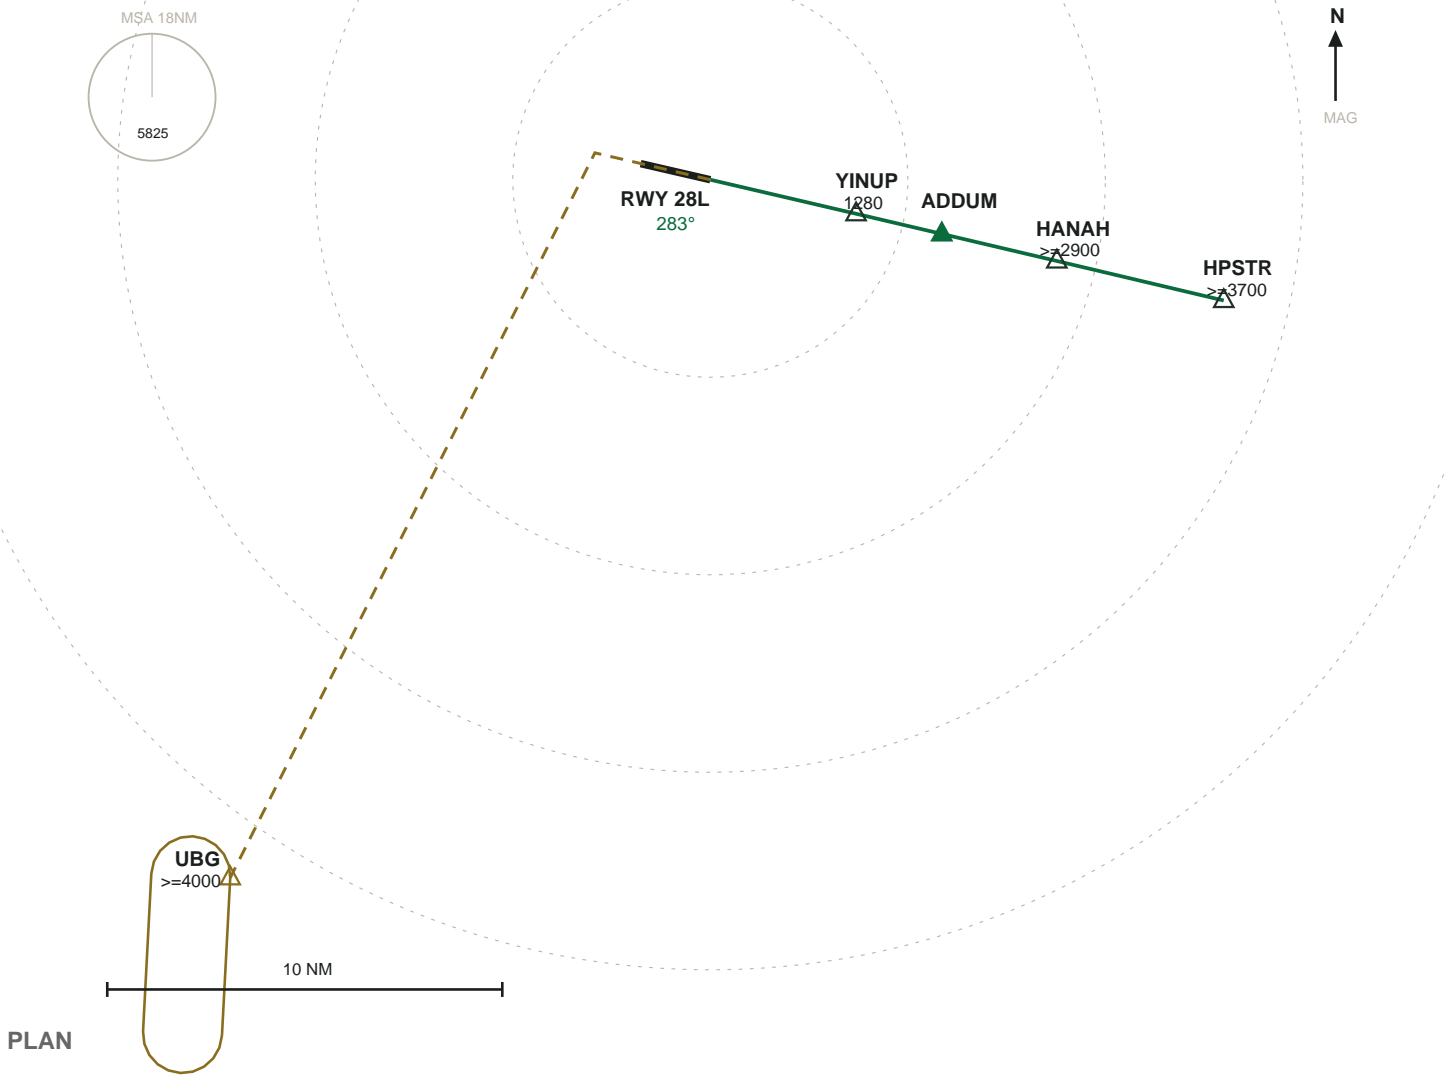 MSA 18NM
5825
N
MAG
YINUP
1280
ADDUM
RWY 28L
283°
HANAH
>=2900
HPSTR
>=3700
UBG
>=4000
10 NM
PLAN